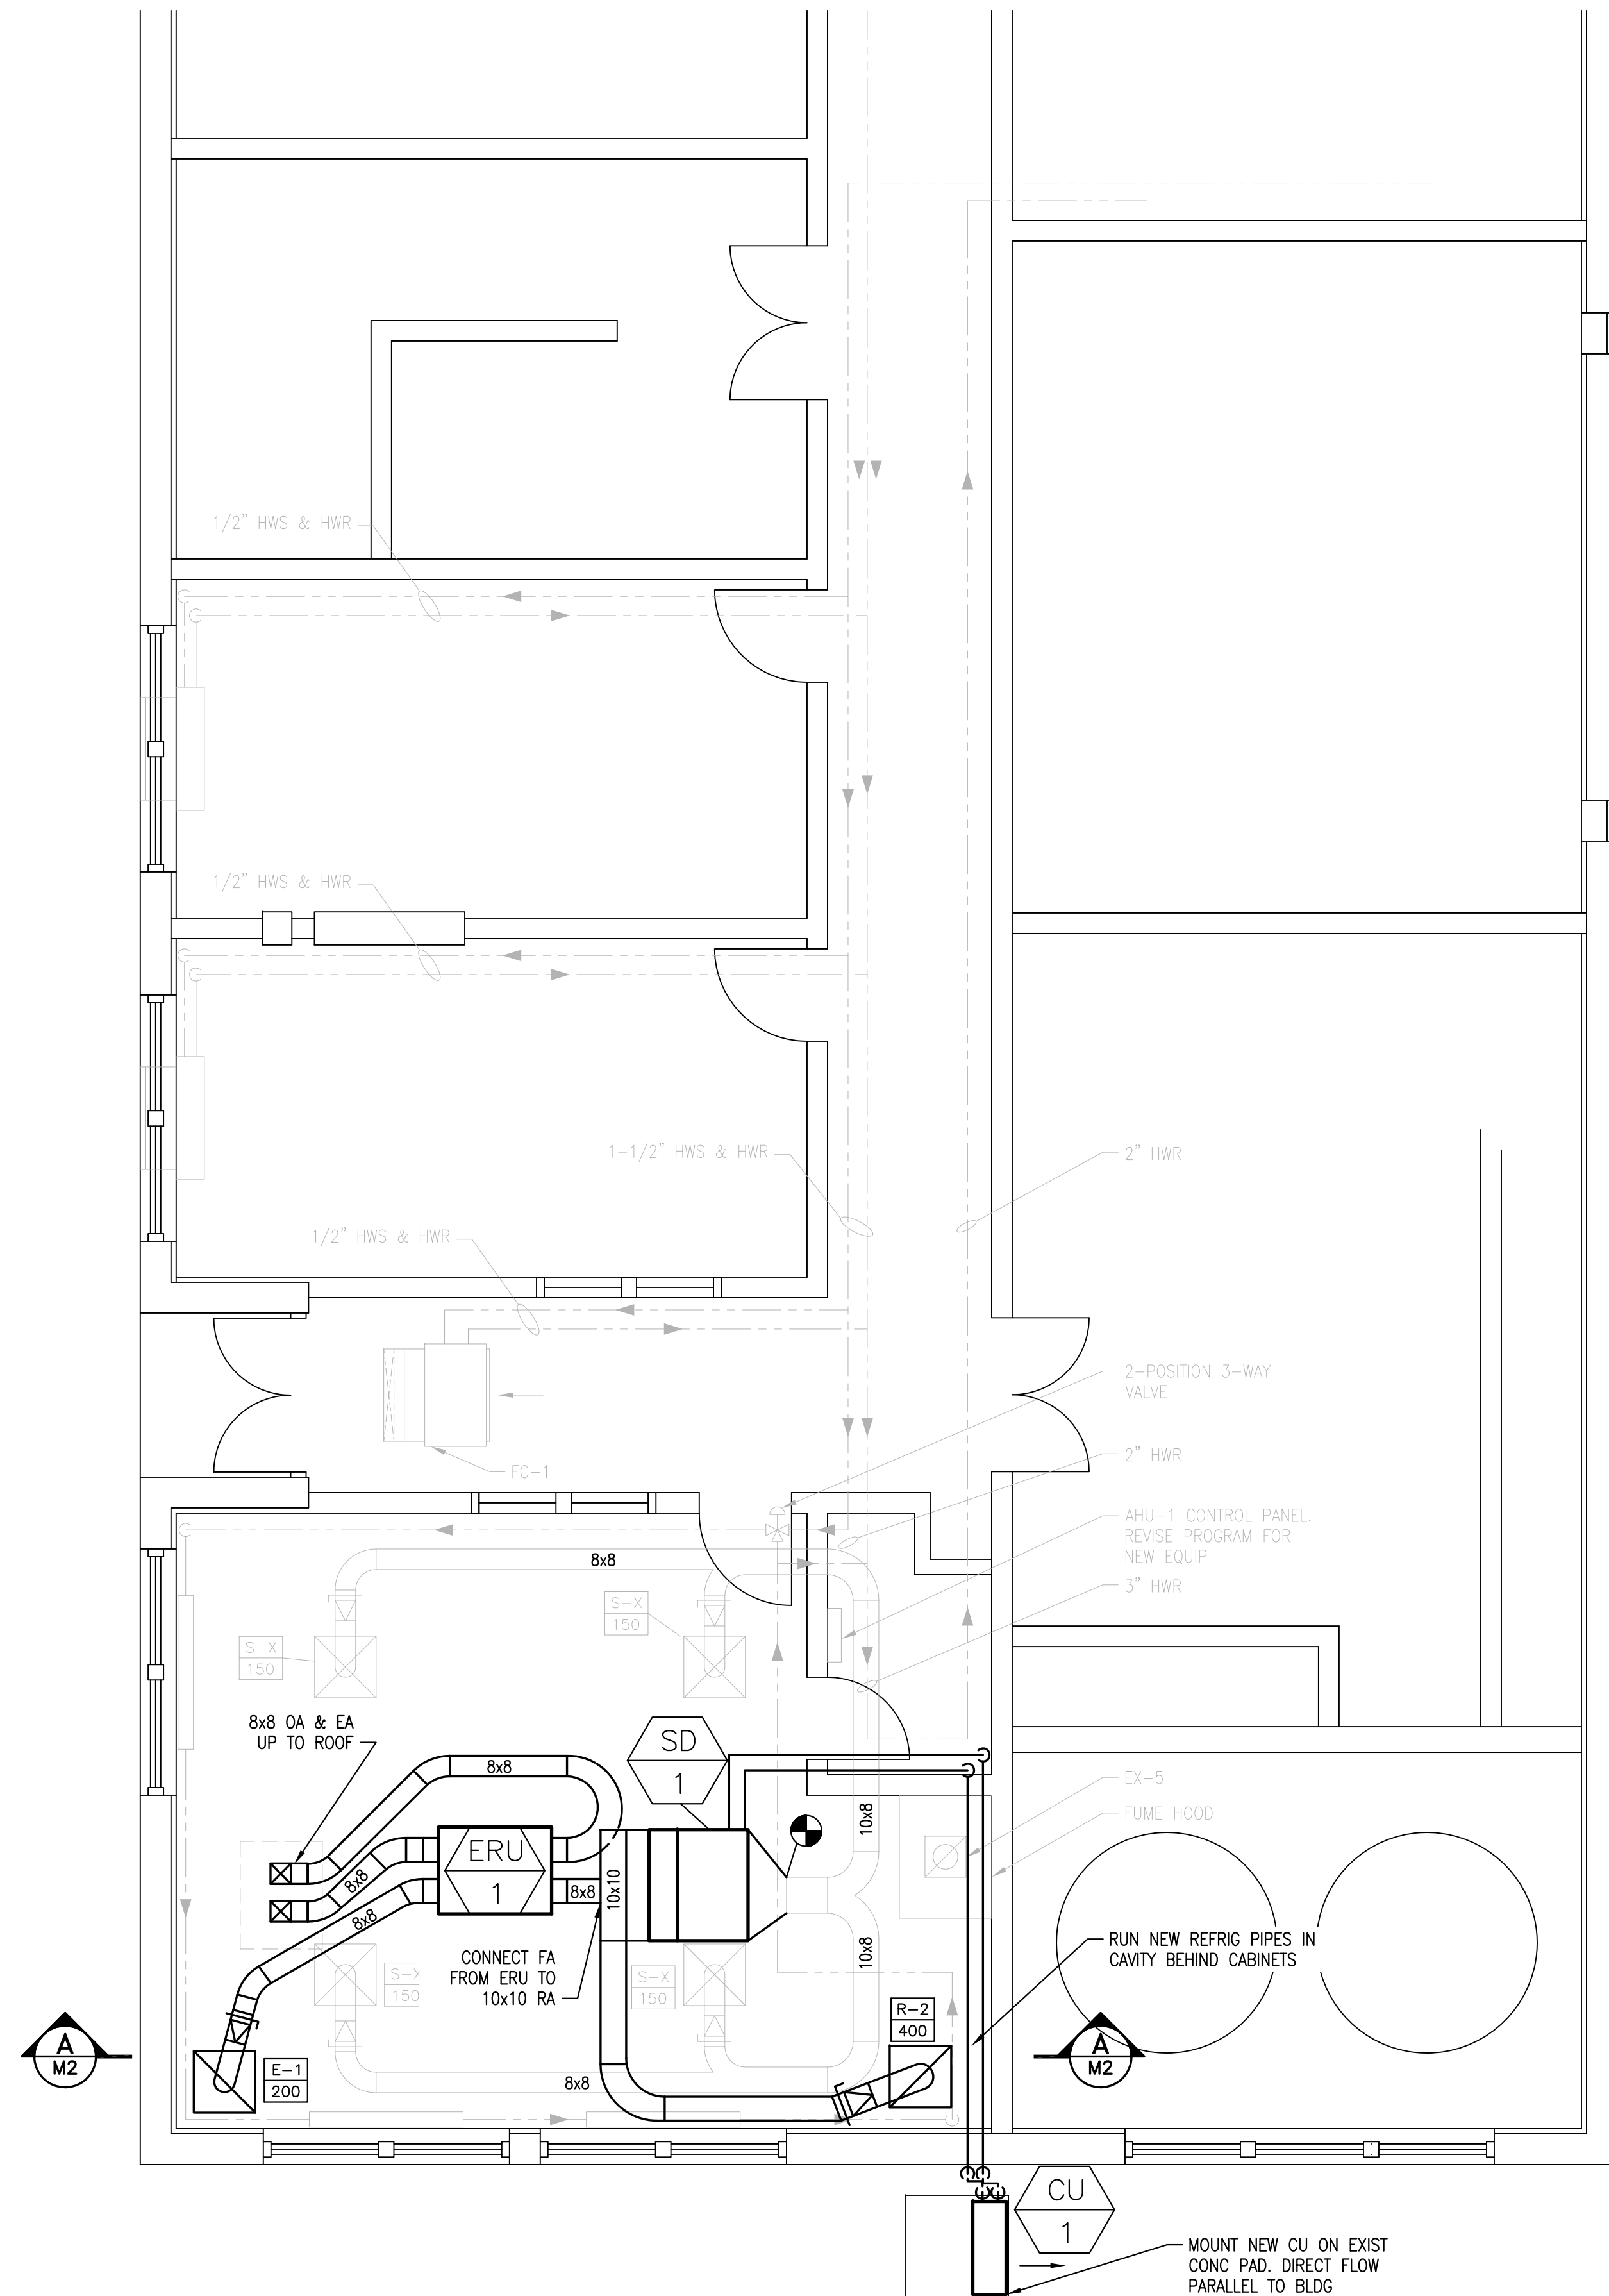 1/2" HWS & HWR
1/2" HWS & HWR
1-1/2" HWS & HWR
2" HWR
1/2" HWS & HWR
2-POSITION 3-WAY
VALVE
FC-1
2" HWR
AHU-1 CONTROL PANEL.
REVISE PROGRAM FOR
NEW EQUIP
3" HWR
8x8
S-X
150
S-X
150
8x8 OA & EA
UP TO ROOF
8x8
SD
1
EX-5
FUME HOOD
10x8
ERU
1
8x8
8x8
8x8
10x10
10x8
CONNECT FA
FROM ERU TO
10x10 RA
RUN NEW REFRIG PIPES IN
CAVITY BEHIND CABINETS
S-X
150
S-X
150
R-2
400
A
M2
A
M2
E-1
200
8x8
CU
1
MOUNT NEW CU ON EXIST
CONC PAD. DIRECT FLOW
PARALLEL TO BLDG